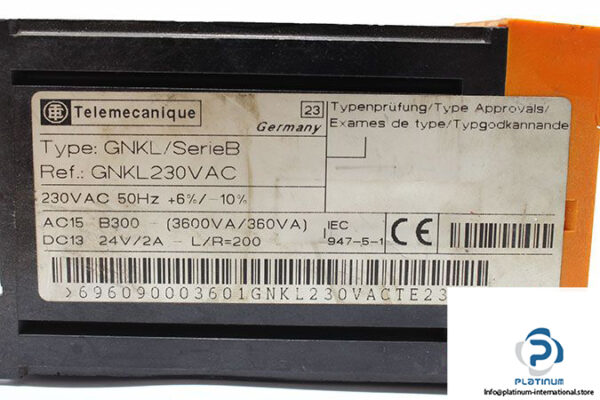 Telemecanique
23
Germany
Typenprüfung/Type Approvals/
Exames de type/Typgodkannande
Type: GNKL/SerieB
Ref.: GNKL230VAC
230VAC 50Hz +6%/-10%
AC15 B300 - (3600VA/360VA)
DC13 24V/2A - L/R=200
IEC
947-5-1
CE
>696090003601GNKL230VACTE23
PLATINUM
Info@platinum-international.store